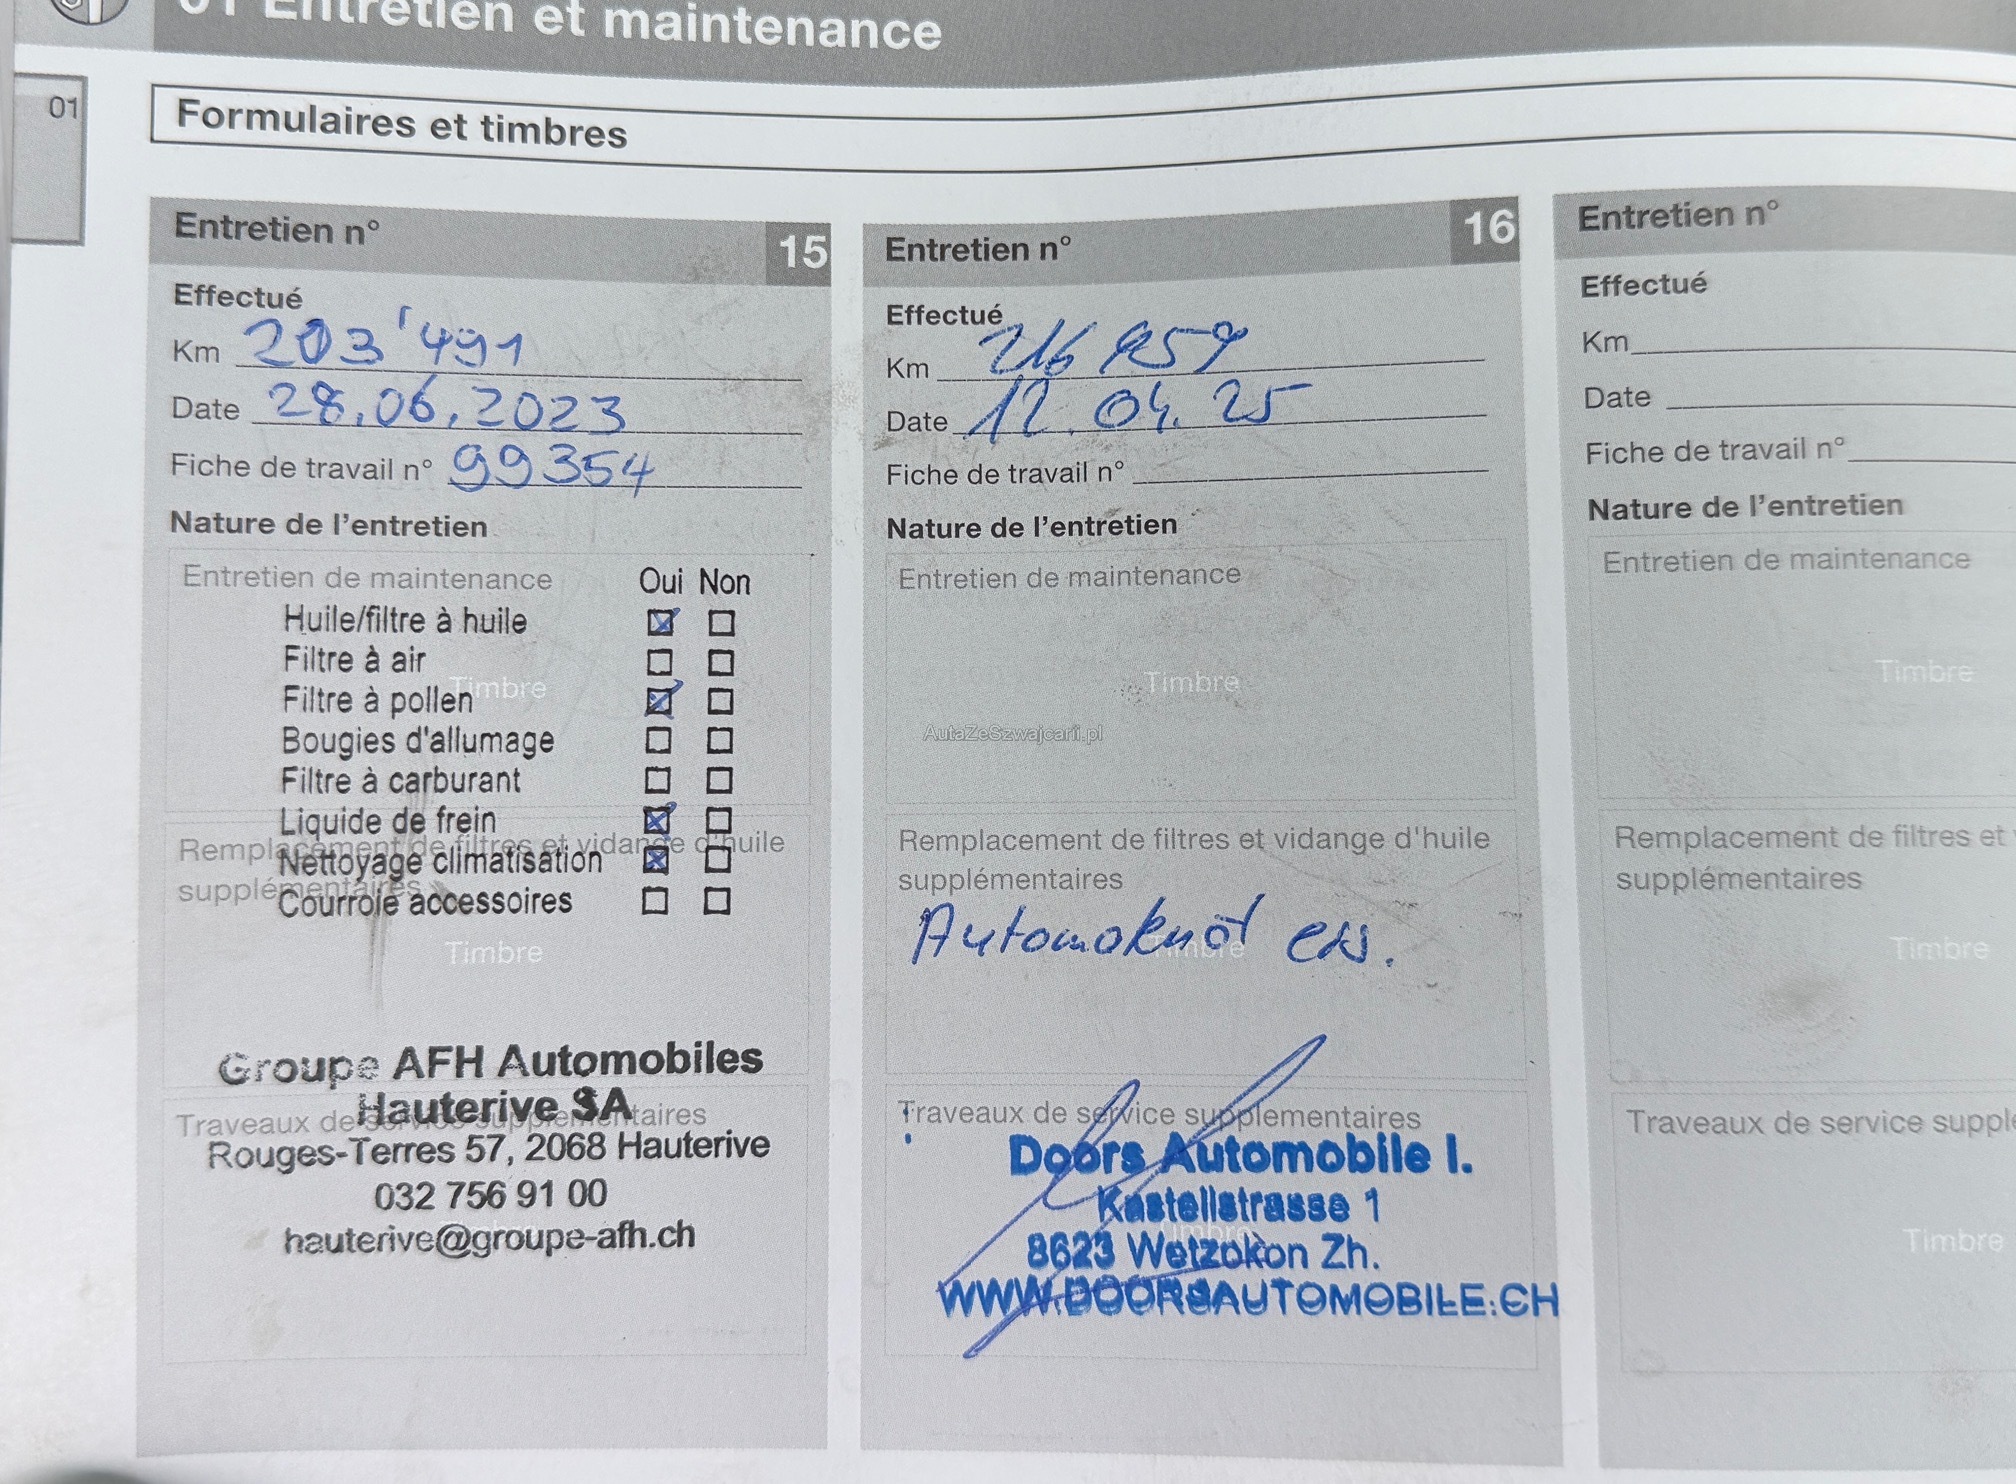 01 Entretien et maintenance
01
Formulaires et timbres
Entretien n° 15
Effectué
Km 203'491
Date 28.06.2023
Fiche de travail n° 99354
Nature de l'entretien
Entretien de maintenance Oui Non
Huile/filtre à huile
Filtre à air
Filtre à pollen
Timbre
Bougies d'allumage
Filtre à carburant
Liquide de frein
Remplacement de filtres et vidange d'huile
Nettoyage climatisation
supplémentaires
Courroie accessoires
Timbre
Groupe AFH Automobiles
Hauterive SA
Traveaux de service supplementaires
Rouges-Terres 57, 2068 Hauterive
032 756 91 00
hauterive@groupe-afh.ch
Entretien n° 16
Effectué
Km 216
Date 12.04.25
Fiche de travail n°
Nature de l'entretien
Entretien de maintenance
Timbre
AutaZeSzwajcarii.pl
Remplacement de filtres et vidange d'huile
supplémentaires
Timbre
Traveaux de service supplementaires
Doors Automobile I.
Kastellstrasse 1
Timbre
8623 Wetzokon Zh.
WWW.DOORSAUTOMOBILE.CH
Entretien n°
Effectué
Km
Date
Fiche de travail n°
Nature de l'entretien
Entretien de maintenance
Timbre
Remplacement de filtres et
supplémentaires
Timbre
Traveaux de service
Timbre